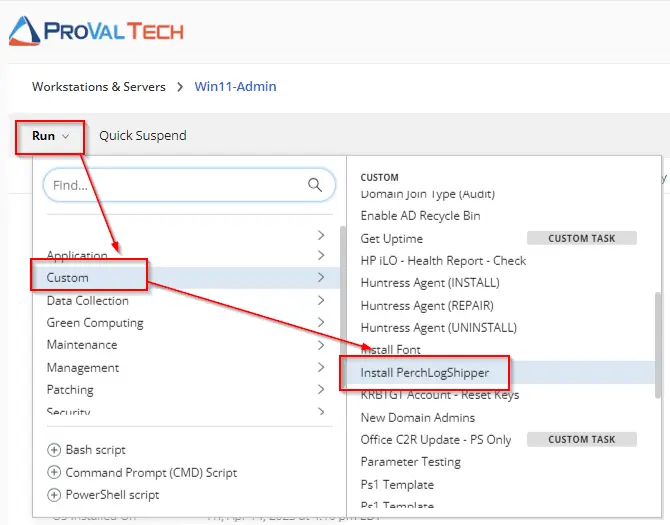 PROVALTECH
Workstations & Servers > Win11-Admin
Run Quick Suspend
Find...
Application
Custom
Data Collection
Green Computing
Maintenance
Management
Patching
Security
Bash script
Command Prompt (CMD) Script
PowerShell script
CUSTOM
Domain Join Type (Audit)
Enable AD Recycle Bin
Get Uptime CUSTOM TASK
HP iLO - Health Report - Check
Huntress Agent (INSTALL)
Huntress Agent (REPAIR)
Huntress Agent (UNINSTALL)
Install Font
Install PerchLogShipper
KRBTGT Account - Reset Keys
New Domain Admins
Office C2R Update - PS Only CUSTOM TASK
Parameter Testing
Ps1 Template
Ps1 Template